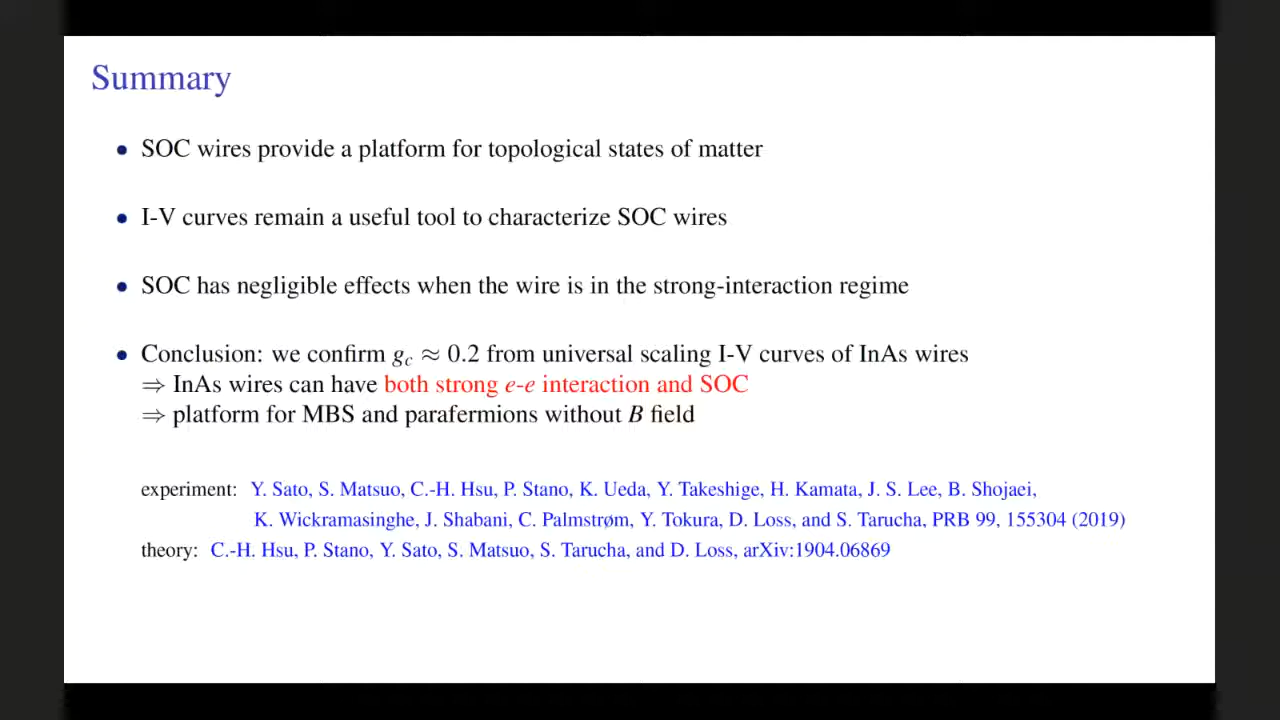 Summary
• SOC wires provide a platform for topological states of matter
• I-V curves remain a useful tool to characterize SOC wires
• SOC has negligible effects when the wire is in the strong-interaction regime
• Conclusion: we confirm g_c ≈ 0.2 from universal scaling I-V curves of InAs wires
⇒ InAs wires can have both strong e-e interaction and SOC
⇒ platform for MBS and parafermions without B field
experiment: Y. Sato, S. Matsuo, C.-H. Hsu, P. Stano, K. Ueda, Y. Takeshige, H. Kamata, J. S. Lee, B. Shojaei,
K. Wickramasinghe, J. Shabani, C. Palmstrøm, Y. Tokura, D. Loss, and S. Tarucha, PRB 99, 155304 (2019)
theory: C.-H. Hsu, P. Stano, Y. Sato, S. Matsuo, S. Tarucha, and D. Loss, arXiv:1904.06869